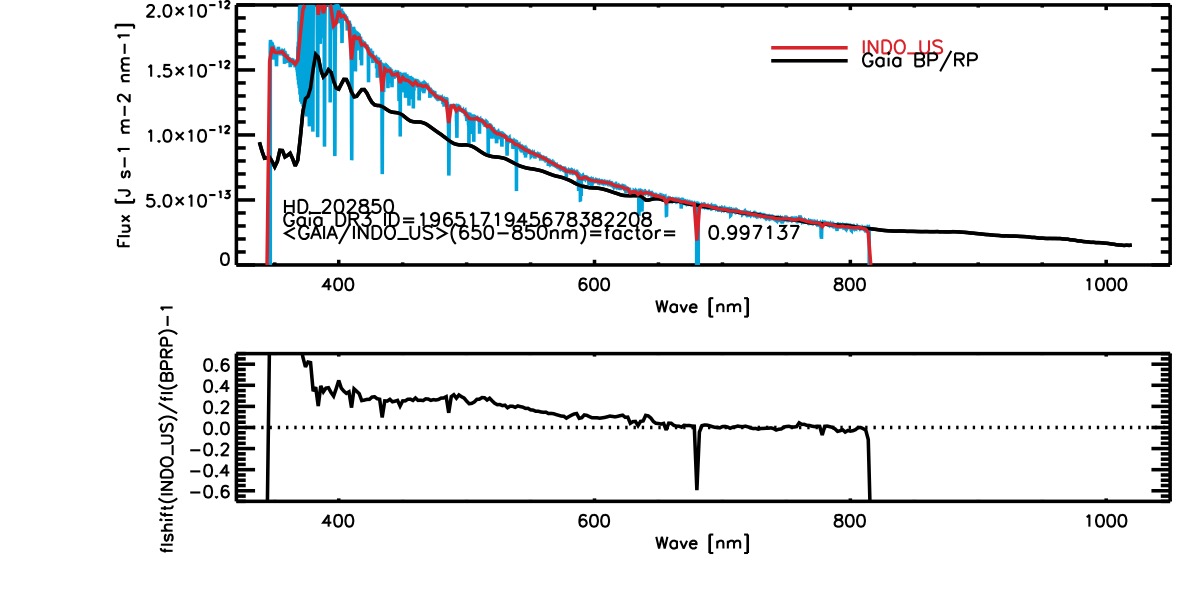 2.0×10−12
1.5×10−12
1.0×10−12
5.0×10−13
0
Flux [J s−1 m−2 nm−1]
INDO_US
Gaia BP/RP
HD_202850
Gaia DR3 ID=1965171945678382208
<GAIA/INDO_US>(650−850nm)=factor= 0.997137
400 600 800 1000
Wave [nm]
flshift(INDO_US)/fl(BPRP)−1
0.6
0.4
0.2
0.0
−0.2
−0.4
−0.6
400 600 800 1000
Wave [nm]